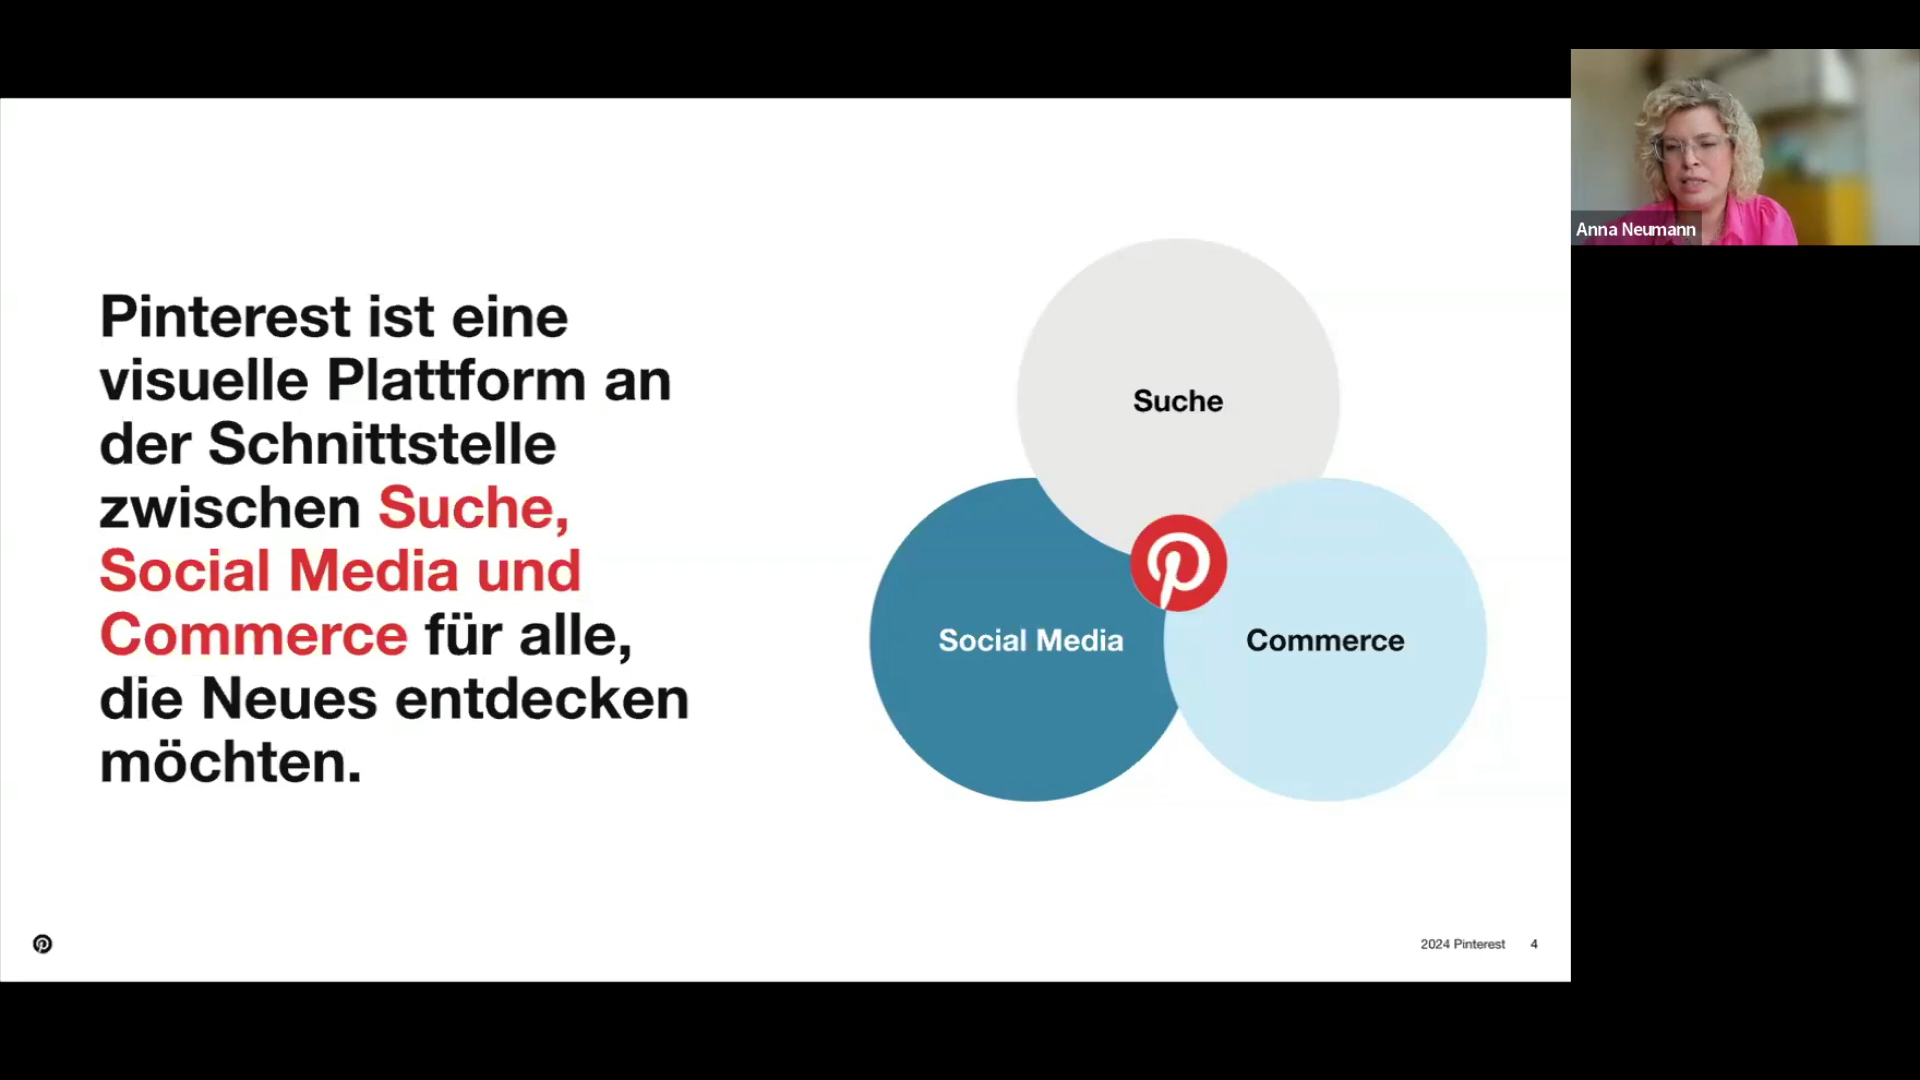 Pinterest ist eine
visuelle Plattform an
der Schnittstelle
zwischen Suche,
Social Media und
Commerce für alle,
die Neues entdecken
möchten.
Suche
Social Media
Commerce
2024 Pinterest 4
Anna Neumann